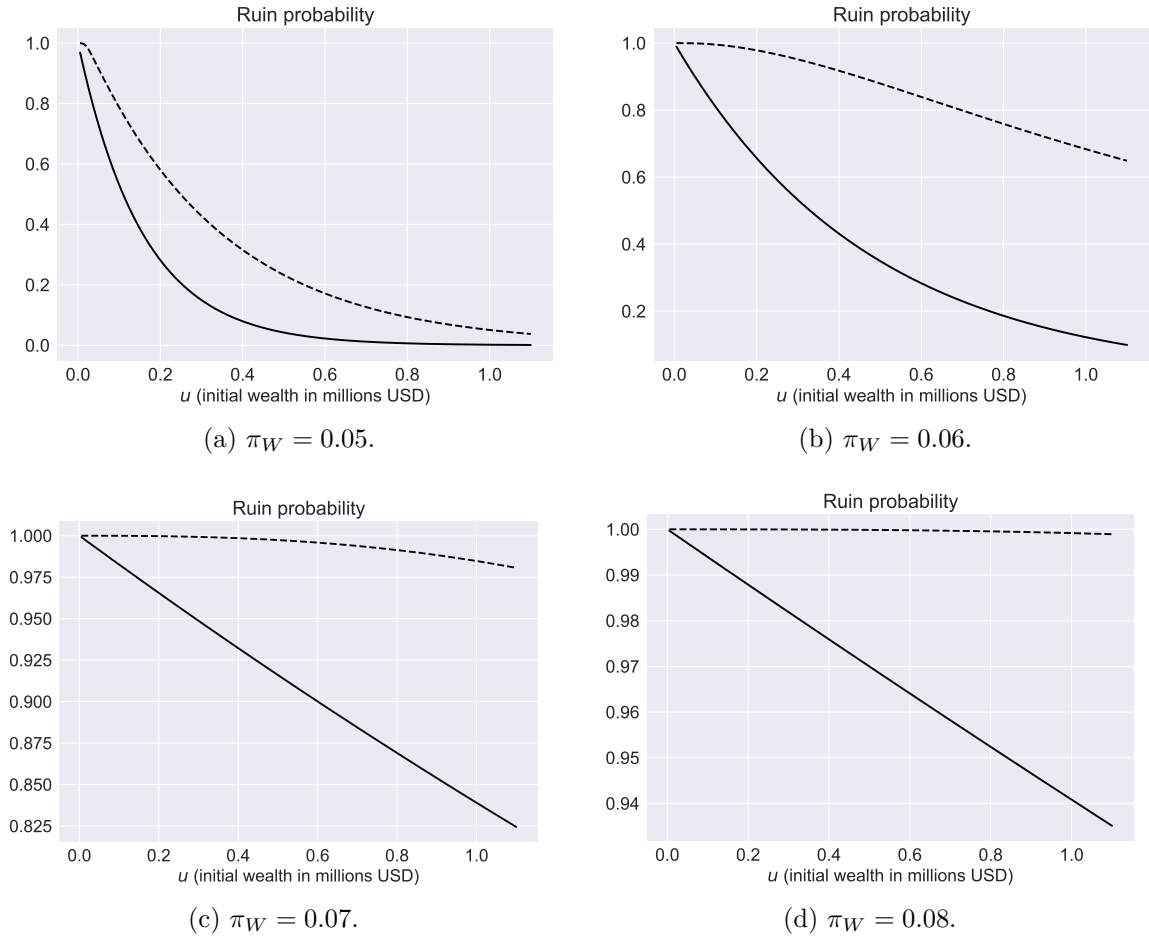 Ruin probability
1.0
0.8
0.6
0.4
0.2
0.0
0.0 0.2 0.4 0.6 0.8 1.0
u (initial wealth in millions USD)
(a) π_W = 0.05.
Ruin probability
1.0
0.8
0.6
0.4
0.2
0.0 0.2 0.4 0.6 0.8 1.0
u (initial wealth in millions USD)
(b) π_W = 0.06.
Ruin probability
1.000
0.975
0.950
0.925
0.900
0.875
0.850
0.825
0.0 0.2 0.4 0.6 0.8 1.0
u (initial wealth in millions USD)
(c) π_W = 0.07.
Ruin probability
1.00
0.99
0.98
0.97
0.96
0.95
0.94
0.0 0.2 0.4 0.6 0.8 1.0
u (initial wealth in millions USD)
(d) π_W = 0.08.